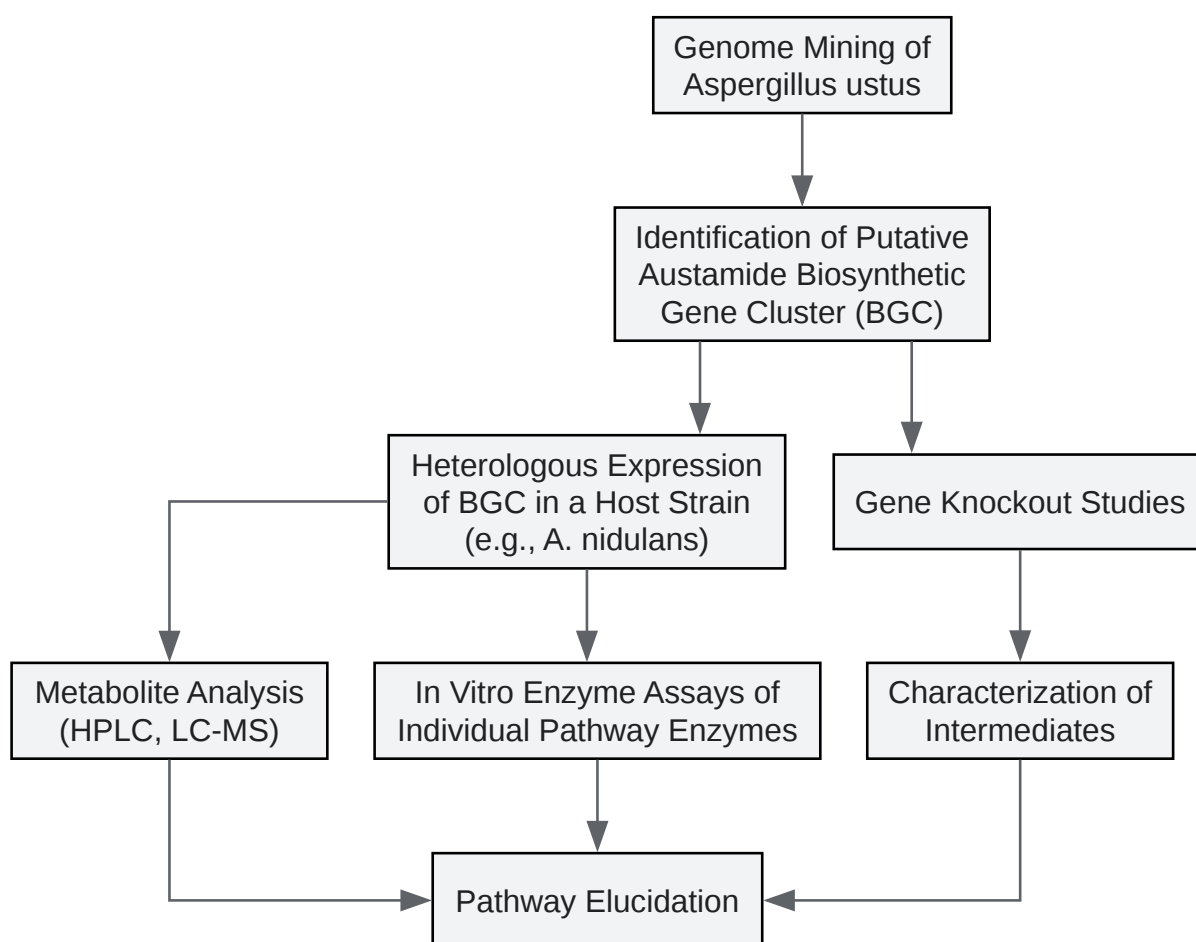 Genome Mining of
Aspergillus ustus
Identification of Putative
Austamide Biosynthetic
Gene Cluster (BGC)
Heterologous Expression
of BGC in a Host Strain
(e.g., A. nidulans)
Gene Knockout Studies
Metabolite Analysis
(HPLC, LC-MS)
In Vitro Enzyme Assays of
Individual Pathway Enzymes
Characterization of
Intermediates
Pathway Elucidation